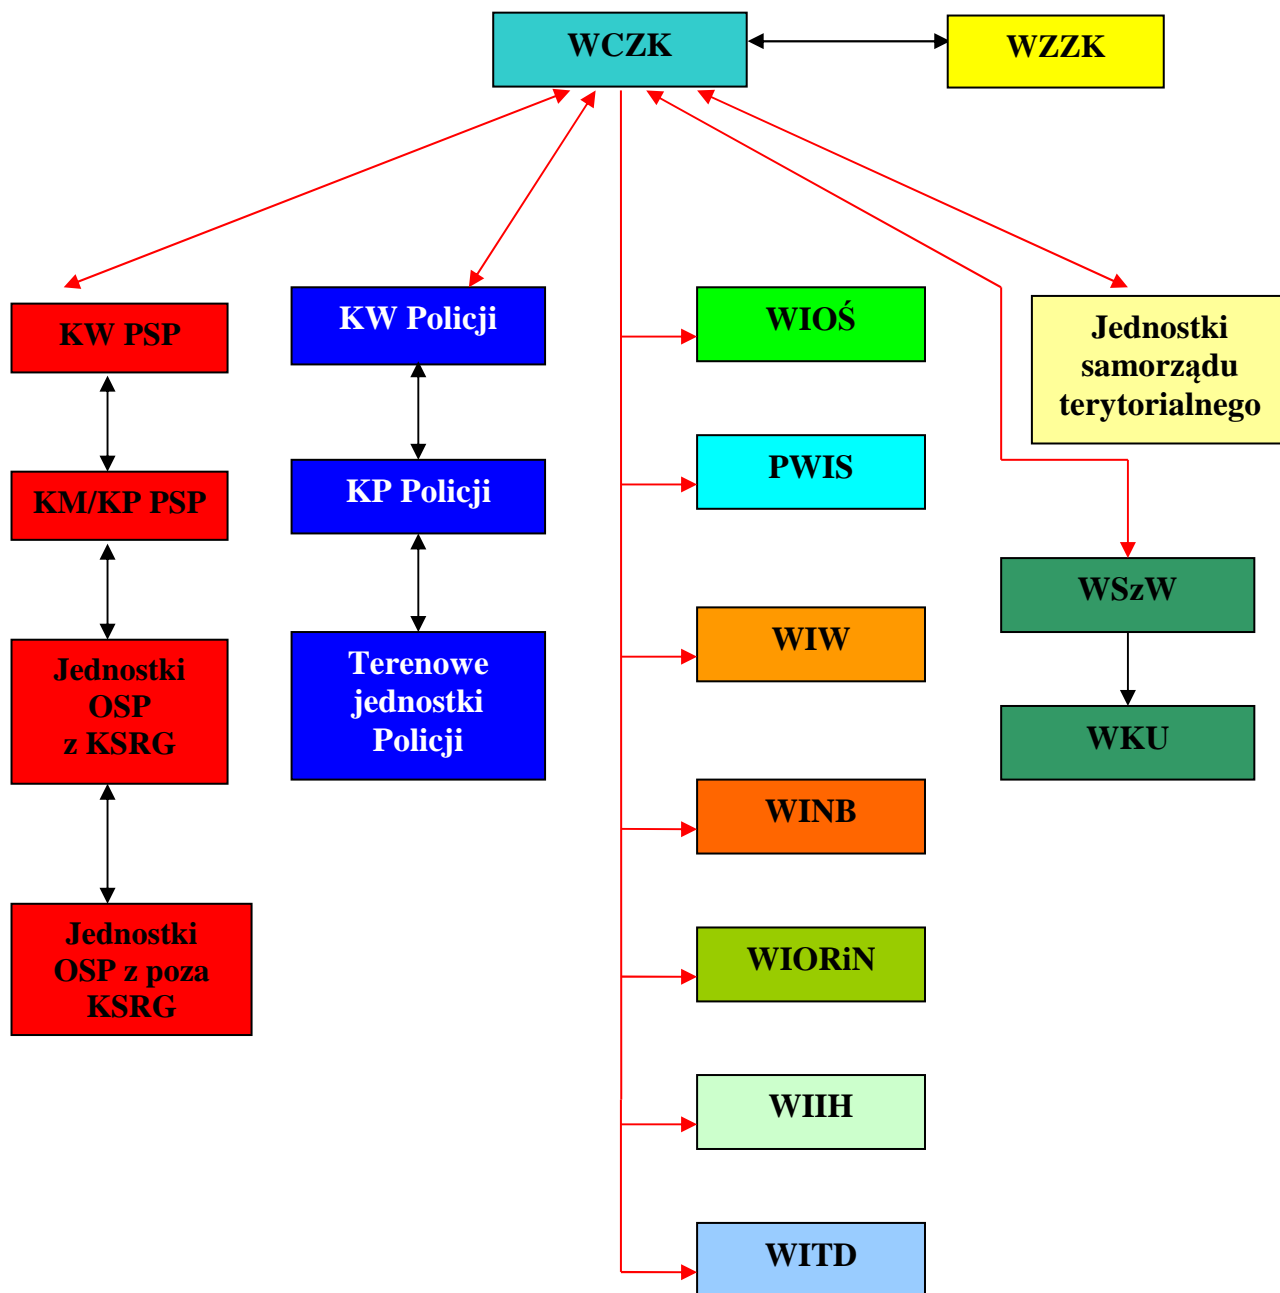 WCZK
WZZK
KW PSP
KM/KP PSP
Jednostki
OSP
z KSRG
Jednostki
OSP z poza
KSRG
KW Policji
KP Policji
Terenowe
jednostki
Policji
WIOŚ
PWIS
WIW
WINB
WIORiN
WIIH
WITD
Jednostki
samorządu
terytorialnego
WSzW
WKU